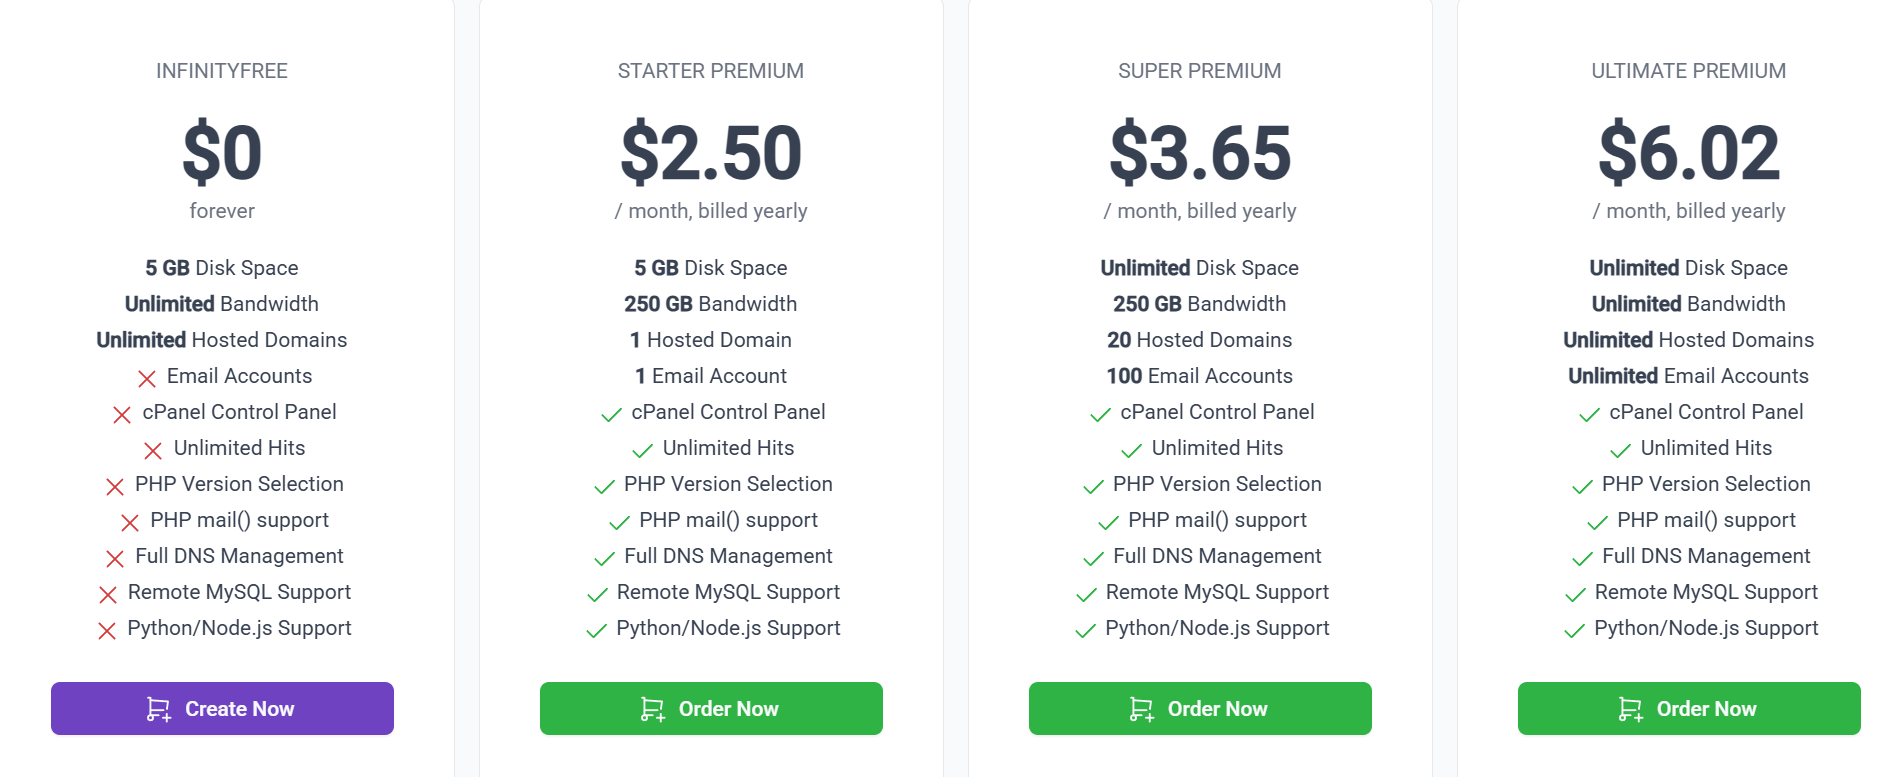 INFINITYFREE
$0
forever
5 GB Disk Space
Unlimited Bandwidth
Unlimited Hosted Domains
Email Accounts
cPanel Control Panel
Unlimited Hits
PHP Version Selection
PHP mail() support
Full DNS Management
Remote MySQL Support
Python/Node.js Support
Create Now
STARTER PREMIUM
$2.50
/ month, billed yearly
5 GB Disk Space
250 GB Bandwidth
1 Hosted Domain
1 Email Account
cPanel Control Panel
Unlimited Hits
PHP Version Selection
PHP mail() support
Full DNS Management
Remote MySQL Support
Python/Node.js Support
Order Now
SUPER PREMIUM
$3.65
/ month, billed yearly
Unlimited Disk Space
250 GB Bandwidth
20 Hosted Domains
100 Email Accounts
cPanel Control Panel
Unlimited Hits
PHP Version Selection
PHP mail() support
Full DNS Management
Remote MySQL Support
Python/Node.js Support
Order Now
ULTIMATE PREMIUM
$6.02
/ month, billed yearly
Unlimited Disk Space
Unlimited Bandwidth
Unlimited Hosted Domains
Unlimited Email Accounts
cPanel Control Panel
Unlimited Hits
PHP Version Selection
PHP mail() support
Full DNS Management
Remote MySQL Support
Python/Node.js Support
Order Now